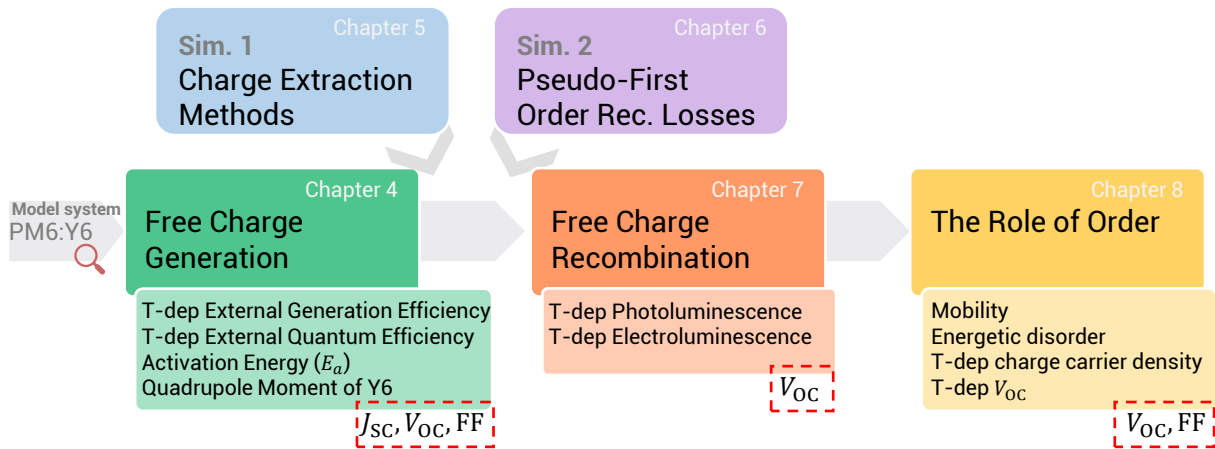 Chapter 5
Sim. 1
Charge Extraction
Methods
Chapter 6
Sim. 2
Pseudo-First
Order Rec. Losses
Model system
PM6:Y6
Chapter 4
Free Charge
Generation
T-dep External Generation Efficiency
T-dep External Quantum Efficiency
Activation Energy (Eₐ)
Quadrupole Moment of Y6
J_SC, V_OC, FF
Chapter 7
Free Charge
Recombination
T-dep Photoluminescence
T-dep Electroluminescence
V_OC
Chapter 8
The Role of Order
Mobility
Energetic disorder
T-dep charge carrier density
T-dep V_OC
V_OC, FF